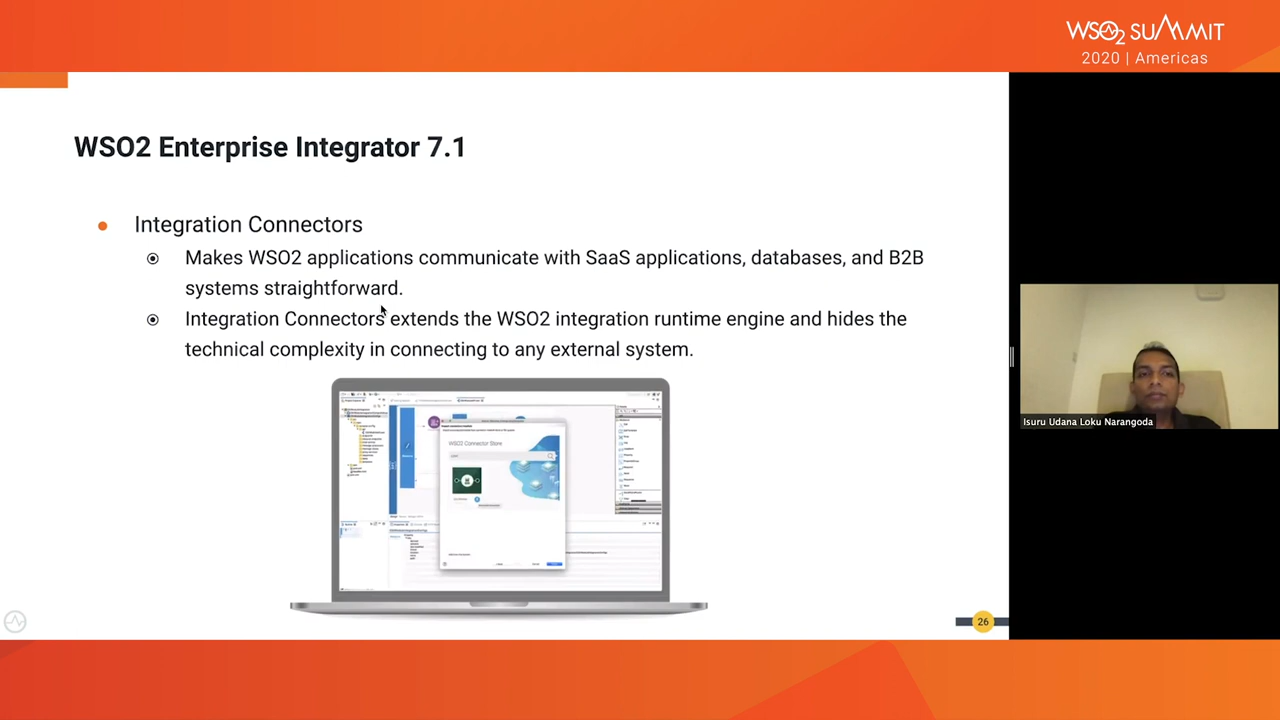 WSO2 SUMMIT
2020 | Americas
WSO2 Enterprise Integrator 7.1
Integration Connectors
Makes WSO2 applications communicate with SaaS applications, databases, and B2B
systems straightforward.
Integration Connectors extends the WSO2 integration runtime engine and hides the
technical complexity in connecting to any external system.
WSO2 Connector Store
Isuru Udana Loku Narangoda
26